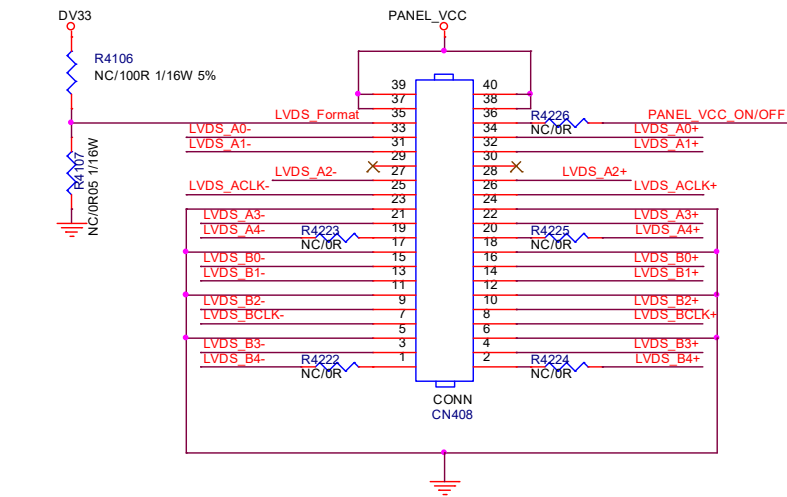 DV33
PANEL_VCC
R4106
NC/100R 1/16W 5%
39
40
37
38
LVDS_Format
35
36
R4226
NC/0R
PANEL_VCC_ON/OFF
LVDS_A0-
33
34
LVDS_A0+
LVDS_A1-
31
32
LVDS_A1+
29
30
R4107
NC/0R05 1/16W
LVDS_A2-
27
28
LVDS_A2+
LVDS_ACLK-
25
26
LVDS_ACLK+
23
24
LVDS_A3-
21
22
LVDS_A3+
LVDS_A4-
R4223
NC/0R
19
20
R4225
NC/0R
LVDS_A4+
17
18
LVDS_B0-
15
16
LVDS_B0+
LVDS_B1-
13
14
LVDS_B1+
11
12
LVDS_B2-
9
10
LVDS_B2+
LVDS_BCLK-
7
8
LVDS_BCLK+
5
6
LVDS_B3-
3
4
LVDS_B3+
LVDS_B4-
R4222
NC/0R
1
2
R4224
NC/0R
LVDS_B4+
CONN
CN408